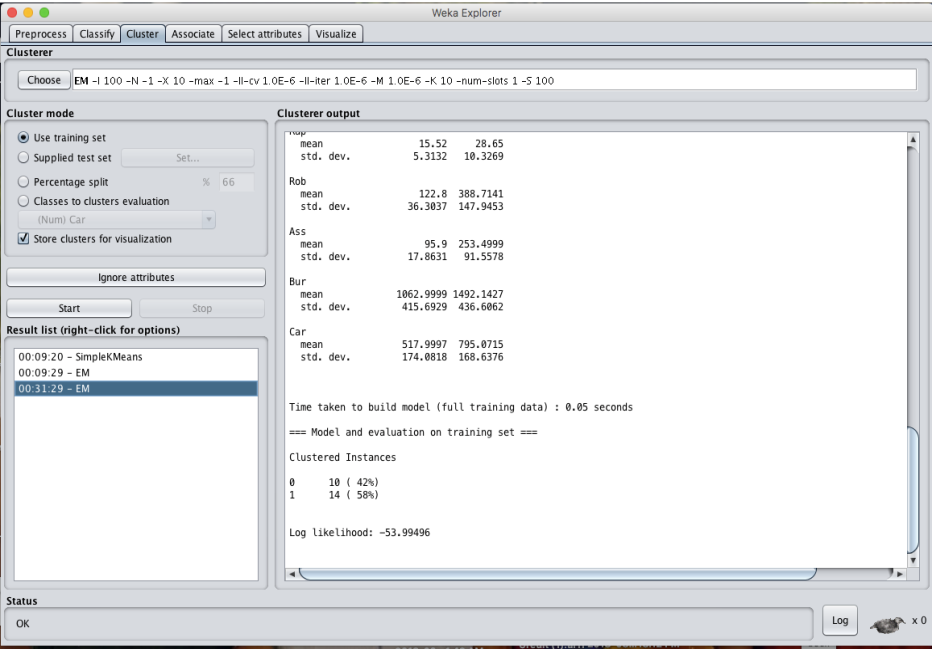 Weka Explorer
Preprocess Classify Cluster Associate Select attributes Visualize
Clusterer
Choose EM -I 100 -N -1 -X 10 -max -1 -ll-cv 1.0E-6 -ll-iter 1.0E-6 -M 1.0E-6 -K 10 -num-slots 1 -S 100
Cluster mode
Use training set
Supplied test set Set...
Percentage split % 66
Classes to clusters evaluation
(Num) Car
Store clusters for visualization
Ignore attributes
Start Stop
Result list (right-click for options)
00:09:20 - SimpleKMeans
00:09:29 - EM
00:31:29 - EM
Clusterer output
mean 15.52 28.65
std. dev. 5.3132 10.3269
Rob
mean 122.8 388.7141
std. dev. 36.3037 147.9453
Ass
mean 95.9 253.4999
std. dev. 17.8631 91.5578
Bur
mean 1062.9999 1492.1427
std. dev. 415.6929 436.6062
Car
mean 517.9997 795.0715
std. dev. 174.0818 168.6376
Time taken to build model (full training data) : 0.05 seconds
=== Model and evaluation on training set ===
Clustered Instances
0 10 ( 42%)
1 14 ( 58%)
Log likelihood: -53.99496
Status
OK
Log x 0